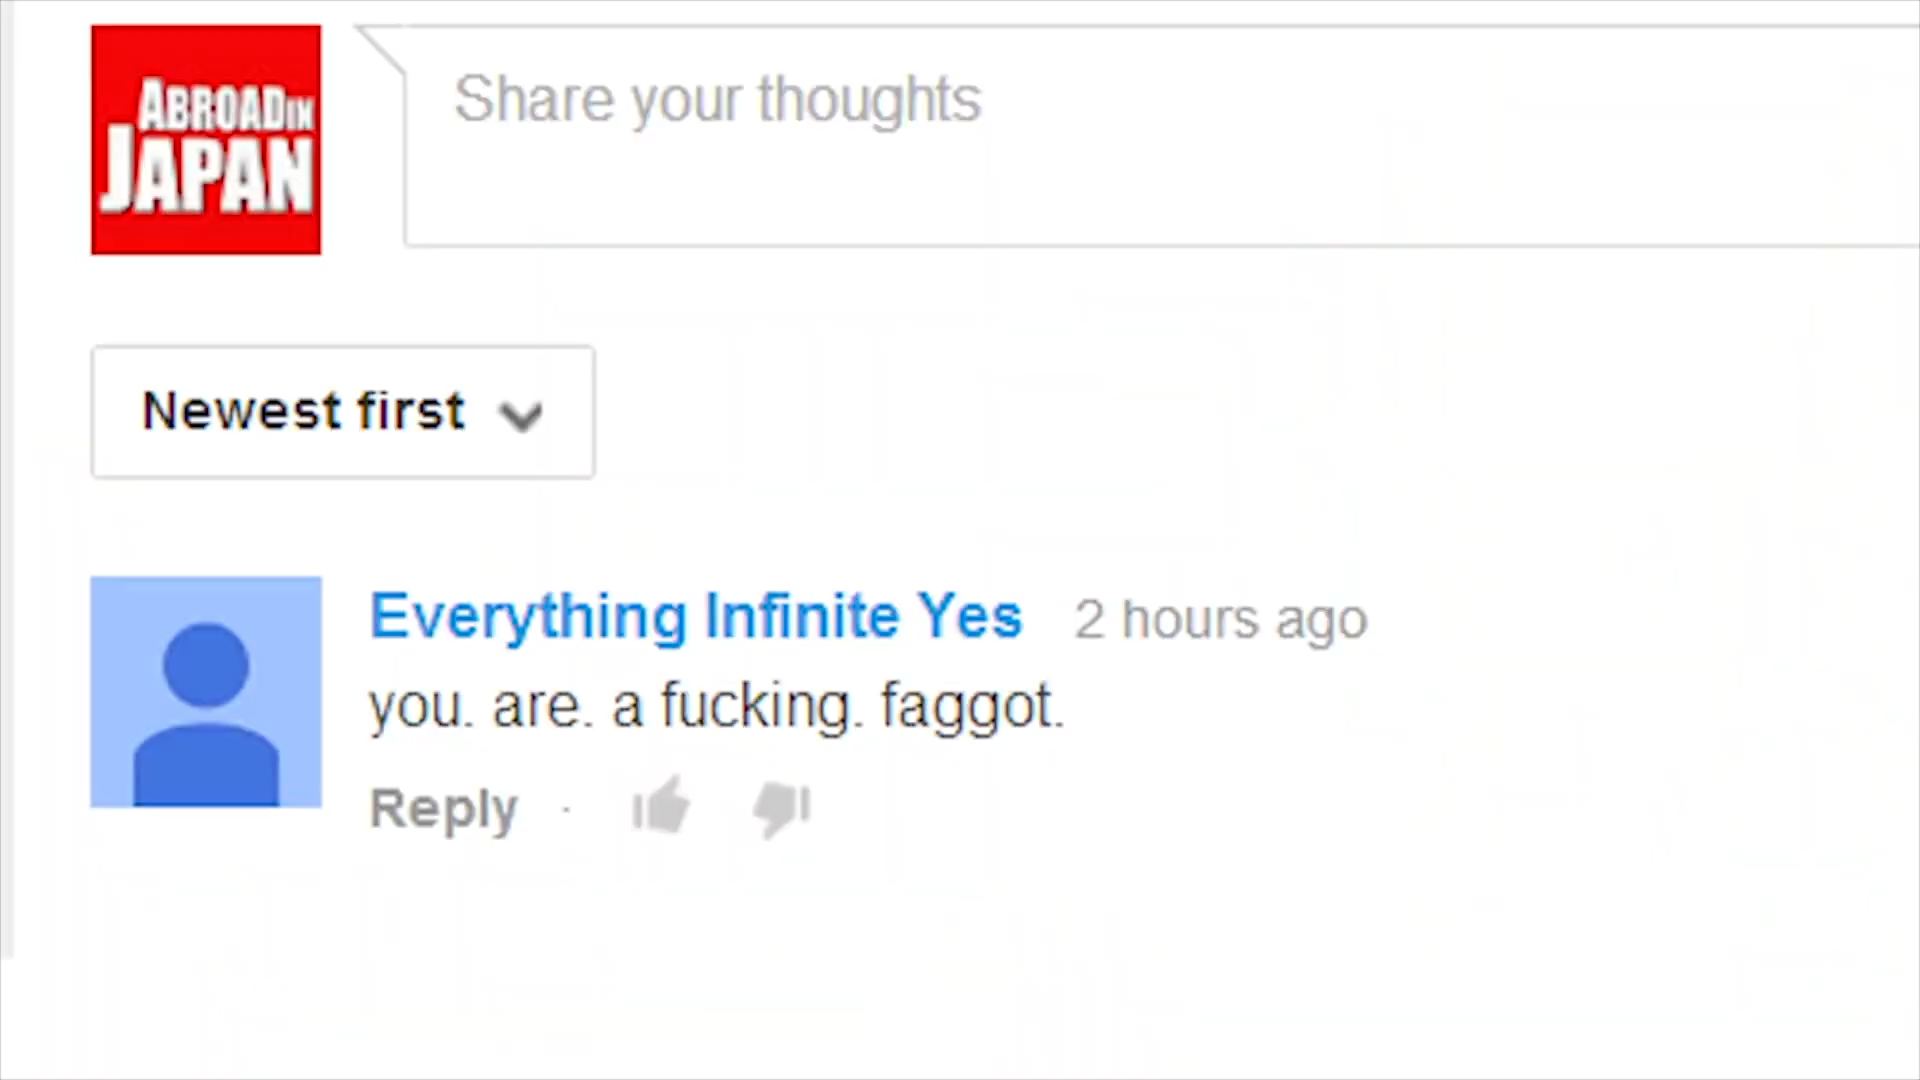 ABROAD IN
JAPAN
Share your thoughts
Newest first
Everything Infinite Yes 2 hours ago
you. are. a fucking. faggot.
Reply ·